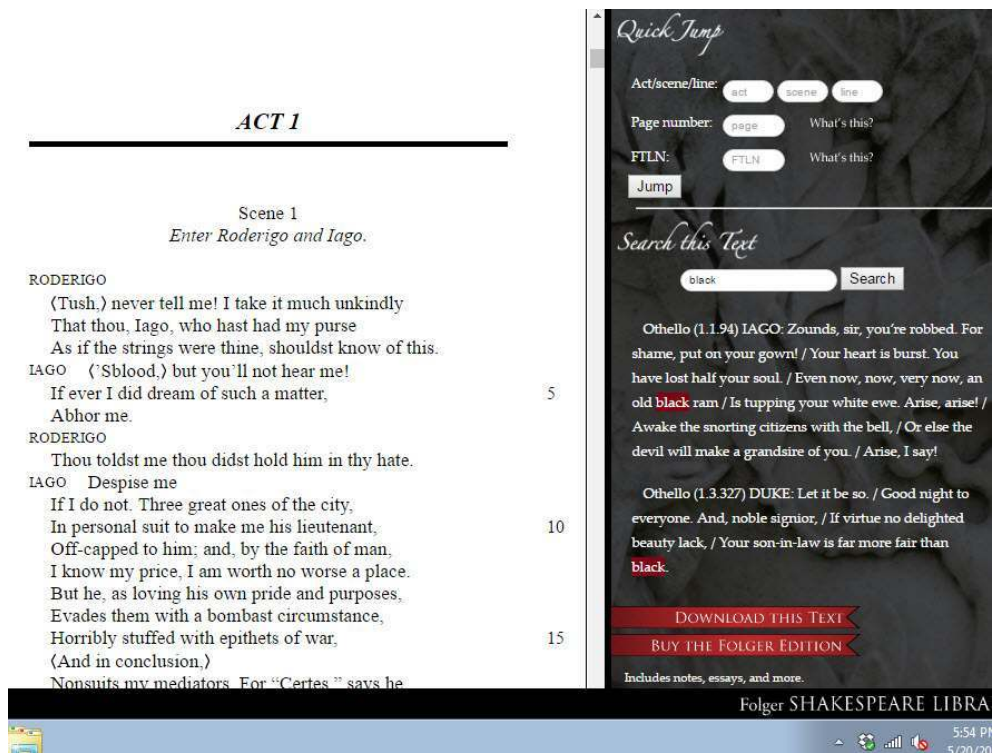 ACT 1
Scene 1
Enter Roderigo and Iago.
RODERIGO
⟨Tush,⟩ never tell me! I take it much unkindly
That thou, Iago, who hast had my purse
As if the strings were thine, shouldst know of this.
IAGO ⟨’Sblood,⟩ but you’ll not hear me!
If ever I did dream of such a matter, 5
Abhor me.
RODERIGO
Thou toldst me thou didst hold him in thy hate.
IAGO Despise me
If I do not. Three great ones of the city,
In personal suit to make me his lieutenant, 10
Off-capped to him; and, by the faith of man,
I know my price, I am worth no worse a place.
But he, as loving his own pride and purposes,
Evades them with a bombast circumstance,
Horribly stuffed with epithets of war, 15
⟨And in conclusion,⟩
Nonsuits my mediators. For “Certes,” says he
Quick Jump
Act/scene/line: act scene line
Page number: page What’s this?
FTLN: FTLN What’s this?
Jump
Search this Text
black Search
Othello (1.1.94) IAGO: Zounds, sir, you’re robbed. For
shame, put on your gown! / Your heart is burst. You
have lost half your soul. / Even now, now, very now, an
old black ram / Is tupping your white ewe. Arise, arise! /
Awake the snorting citizens with the bell, / Or else the
devil will make a grandsire of you. / Arise, I say!
Othello (1.3.327) DUKE: Let it be so. / Good night to
everyone. And, noble signior, / If virtue no delighted
beauty lack, / Your son-in-law is far more fair than
black.
DOWNLOAD THIS TEXT
BUY THE FOLGER EDITION
Includes notes, essays, and more.
Folger SHAKESPEARE LIBRA
5:54 PM
5/20/20